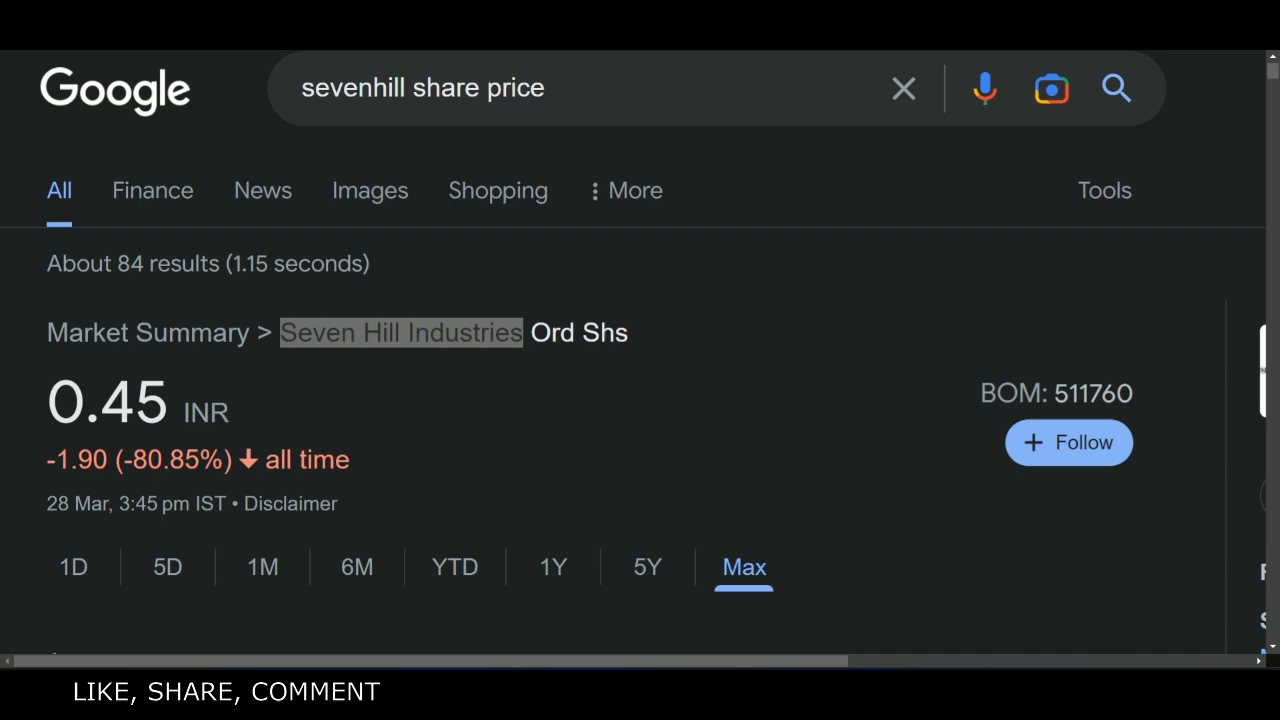 Google
sevenhill share price
All Finance News Images Shopping More Tools
About 84 results (1.15 seconds)
Market Summary > Seven Hill Industries Ord Shs
0.45 INR
BOM: 511760
+ Follow
-1.90 (-80.85%) ↓ all time
28 Mar, 3:45 pm IST • Disclaimer
1D 5D 1M 6M YTD 1Y 5Y Max
LIKE, SHARE, COMMENT